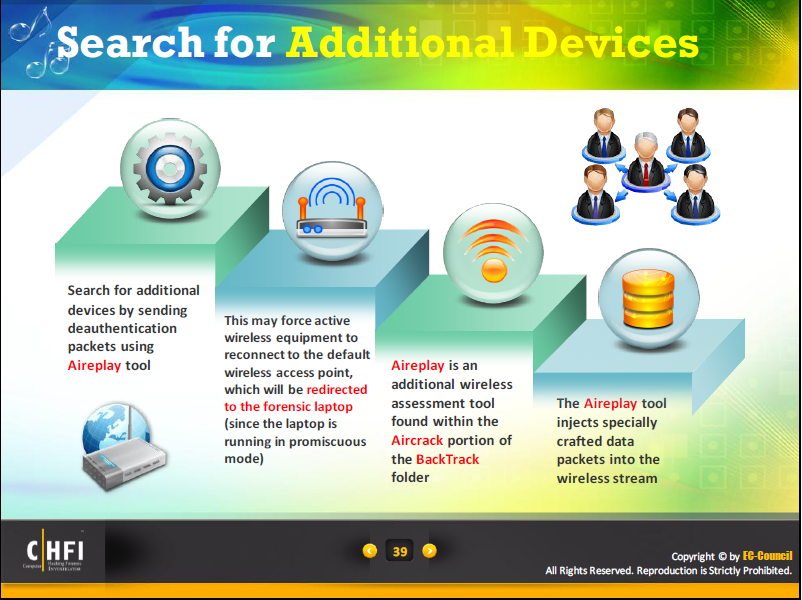 Search for Additional Devices
Search for additional
devices by sending
deauthentication
packets using
Aireplay tool
This may force active
wireless equipment to
reconnect to the default
wireless access point,
which will be redirected
to the forensic laptop
(since the laptop is
running in promiscuous
mode)
Aireplay is an
additional wireless
assessment tool
found within the
Aircrack portion of
the BackTrack
folder
The Aireplay tool
injects specially
crafted data
packets into the
wireless stream
CHFI
Computer Hacking Forensic
INVESTIGATOR
39
Copyright © by EC-Council
All Rights Reserved. Reproduction is Strictly Prohibited.